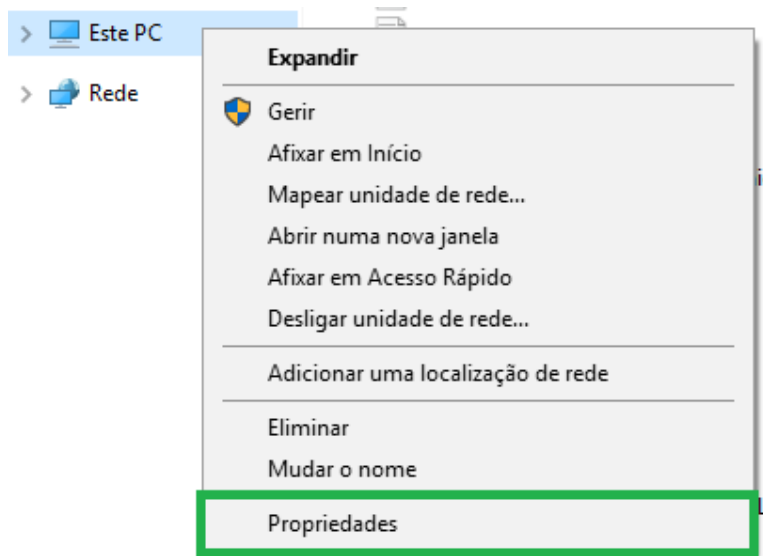 Este PC
Rede
Expandir
Gerir
Afixar em Início
Mapear unidade de rede...
Abrir numa nova janela
Afixar em Acesso Rápido
Desligar unidade de rede...
Adicionar uma localização de rede
Eliminar
Mudar o nome
Propriedades